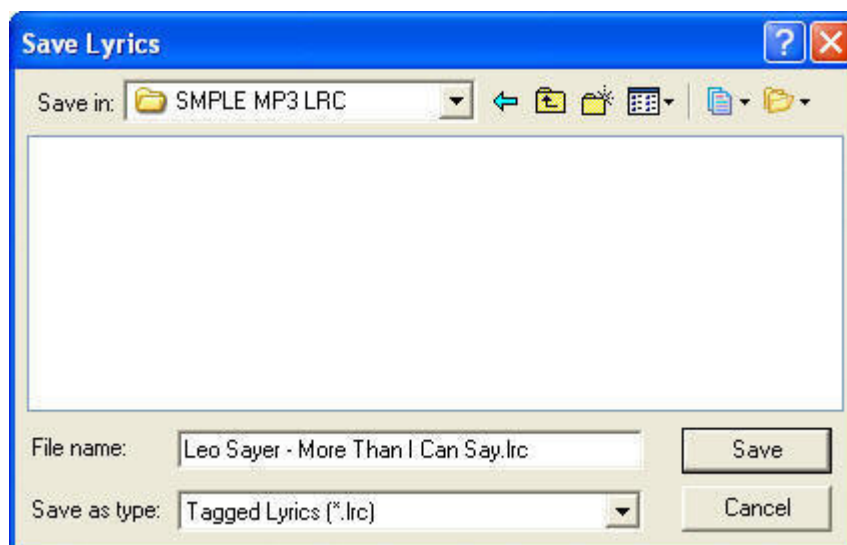 Save Lyrics
Save in: SMPLE MP3 LRC
File name: Leo Sayer - More Than I Can Say.lrc Save
Save as type: Tagged Lyrics (*.lrc) Cancel